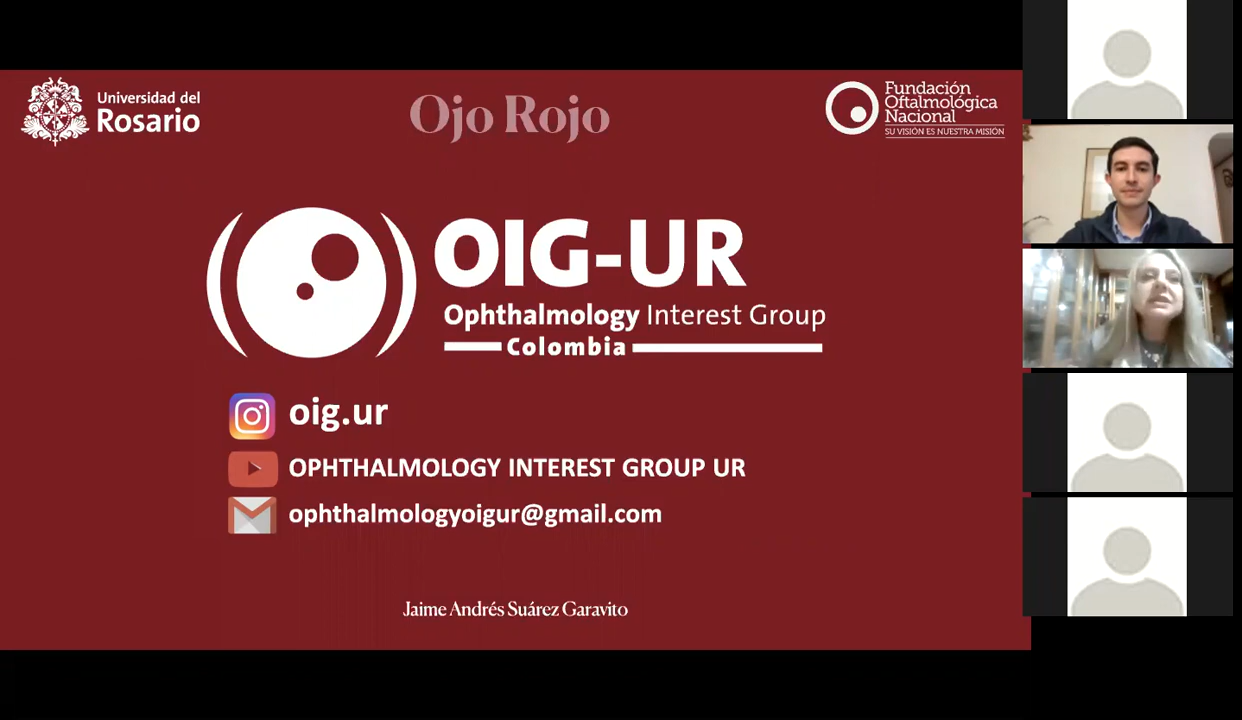 Universidad del
Rosario
Ojo Rojo
Fundación
Oftalmológica
Nacional
SU VISIÓN ES NUESTRA MISIÓN
OIG-UR
Ophthalmology Interest Group
Colombia
oig.ur
OPHTHALMOLOGY INTEREST GROUP UR
ophthalmologyoigur@gmail.com
Jaime Andrés Suárez Garavito